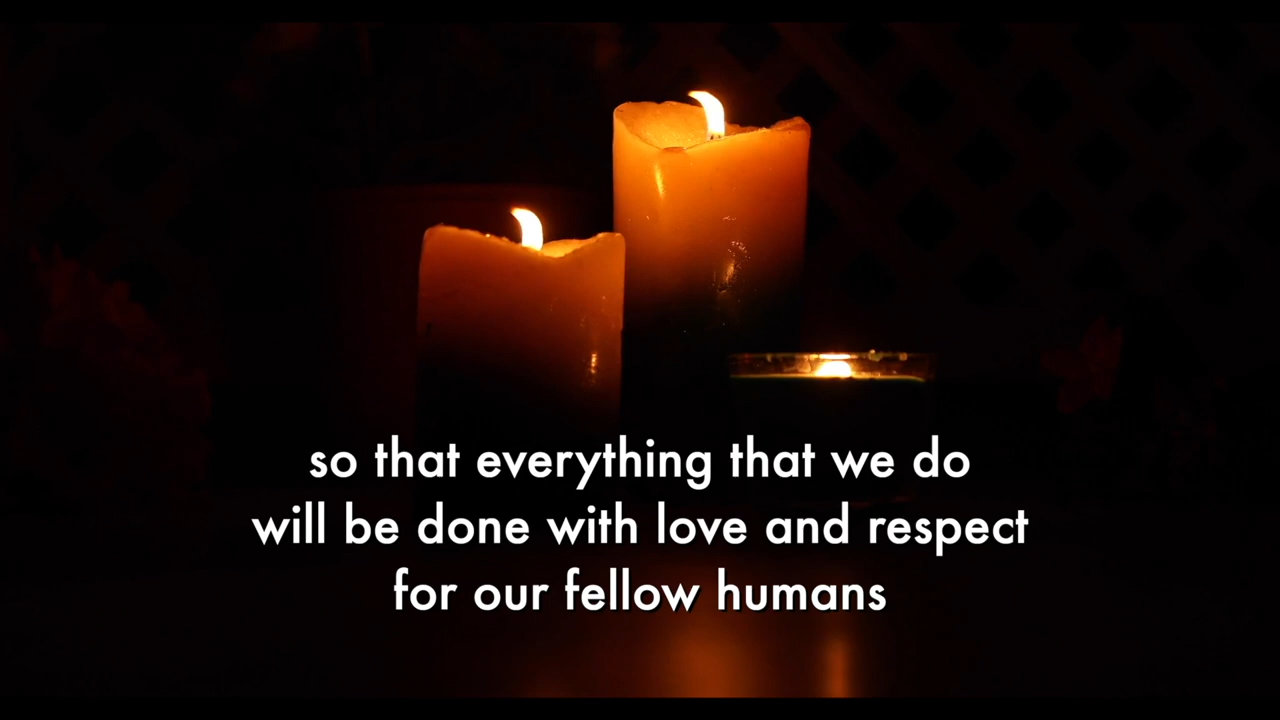 so that everything that we do
will be done with love and respect
for our fellow humans